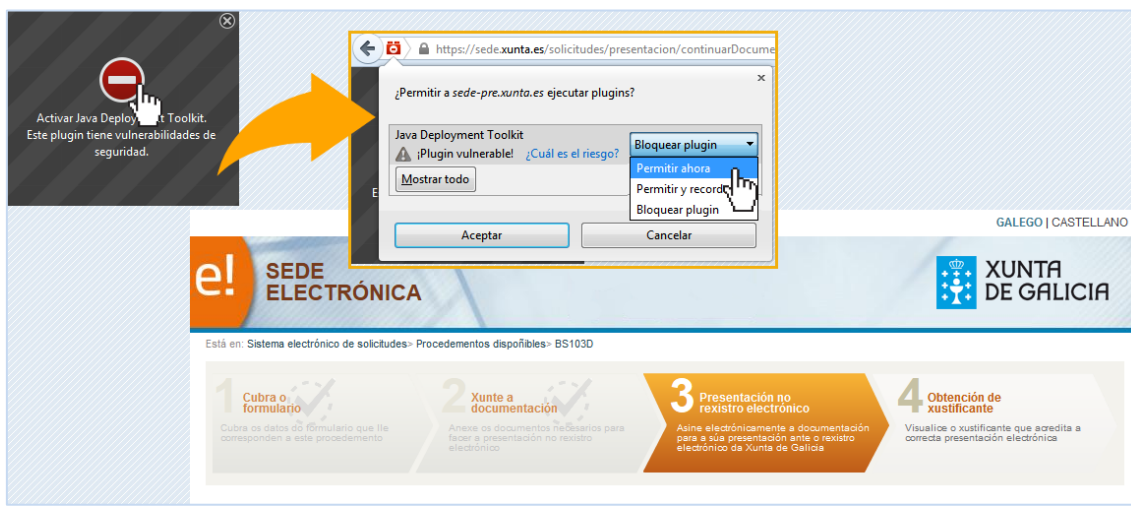 Activar Java Deployment Toolkit.
Este plugin tiene vulnerabilidades de
seguridad.
https://sede.xunta.es/solicitudes/presentacion/continuarDocume
¿Permitir a sede-pre.xunta.es ejecutar plugins?
Java Deployment Toolkit
¡Plugin vulnerable! ¿Cuál es el riesgo?
Bloquear plugin
Permitir ahora
Permitir y record
Bloquear plugin
Mostrar todo
E
Aceptar
Cancelar
GALEGO | CASTELLANO
e!
SEDE
ELECTRÓNICA
XUNTA
DE GALICIA
Está en: Sistema electrónico de solicitudes> Procedementos dispoñibles> BS103D
1 Cubra o
formulario
Cubra os datos do formulario que lle
corresponden a este procedemento
2 Xunte a
documentación
Anexe os documentos necesarios para
facer a presentación no rexistro
electrónico
3 Presentación no
rexistro electrónico
Asine electrónicamente a documentación
para a súa presentación ante o rexistro
electrónico da Xunta de Galicia
4 Obtención de
xustificante
Visualice o xustificante que acredita a
correcta presentación electrónica